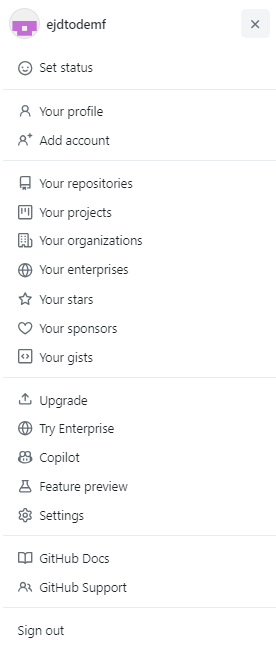 ejdtodemf
Set status
Your profile
Add account
Your repositories
Your projects
Your organizations
Your enterprises
Your stars
Your sponsors
Your gists
Upgrade
Try Enterprise
Copilot
Feature preview
Settings
GitHub Docs
GitHub Support
Sign out